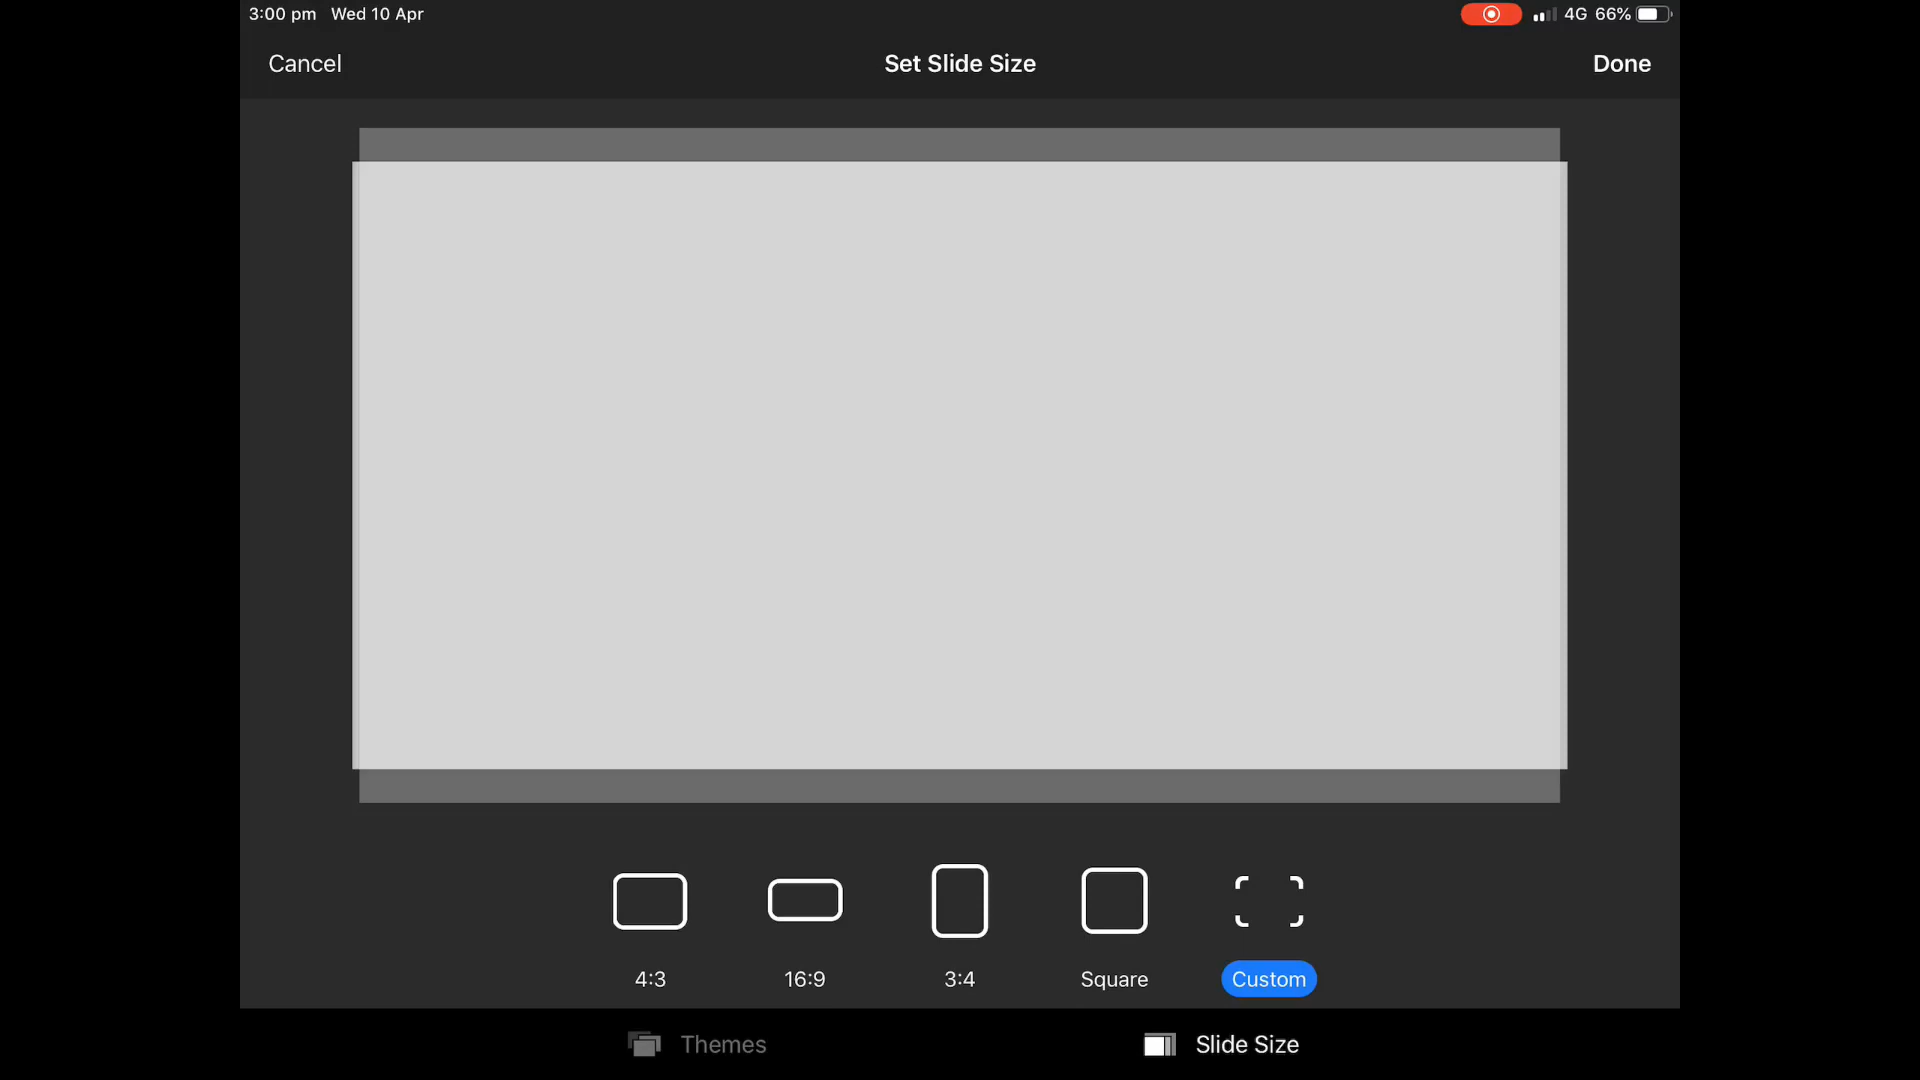 3:00 pm Wed 10 Apr 4G 66%
Cancel Set Slide Size Done
4:3 16:9 3:4 Square Custom
Themes Slide Size